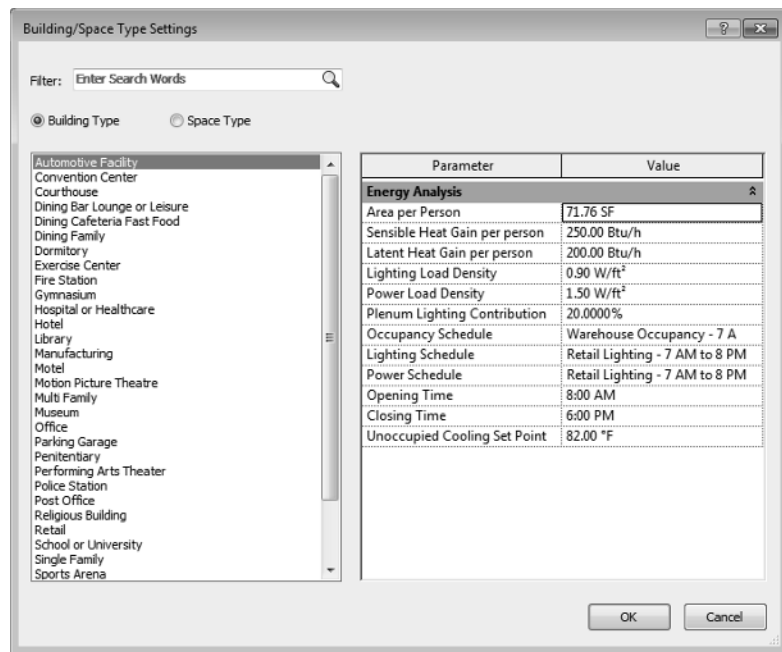 Building/Space Type Settings
Filter: Enter Search Words
Building Type Space Type
Automotive Facility
Convention Center
Courthouse
Dining Bar Lounge or Leisure
Dining Cafeteria Fast Food
Dining Family
Dormitory
Exercise Center
Fire Station
Gymnasium
Hospital or Healthcare
Hotel
Library
Manufacturing
Motel
Motion Picture Theatre
Multi Family
Museum
Office
Parking Garage
Penitentiary
Performing Arts Theater
Police Station
Post Office
Religious Building
Retail
School or University
Single Family
Sports Arena
Parameter Value
Energy Analysis
Area per Person 71.76 SF
Sensible Heat Gain per person 250.00 Btu/h
Latent Heat Gain per person 200.00 Btu/h
Lighting Load Density 0.90 W/ft²
Power Load Density 1.50 W/ft²
Plenum Lighting Contribution 20.0000%
Occupancy Schedule Warehouse Occupancy - 7 A
Lighting Schedule Retail Lighting - 7 AM to 8 PM
Power Schedule Retail Lighting - 7 AM to 8 PM
Opening Time 8:00 AM
Closing Time 6:00 PM
Unoccupied Cooling Set Point 82.00 °F
OK Cancel